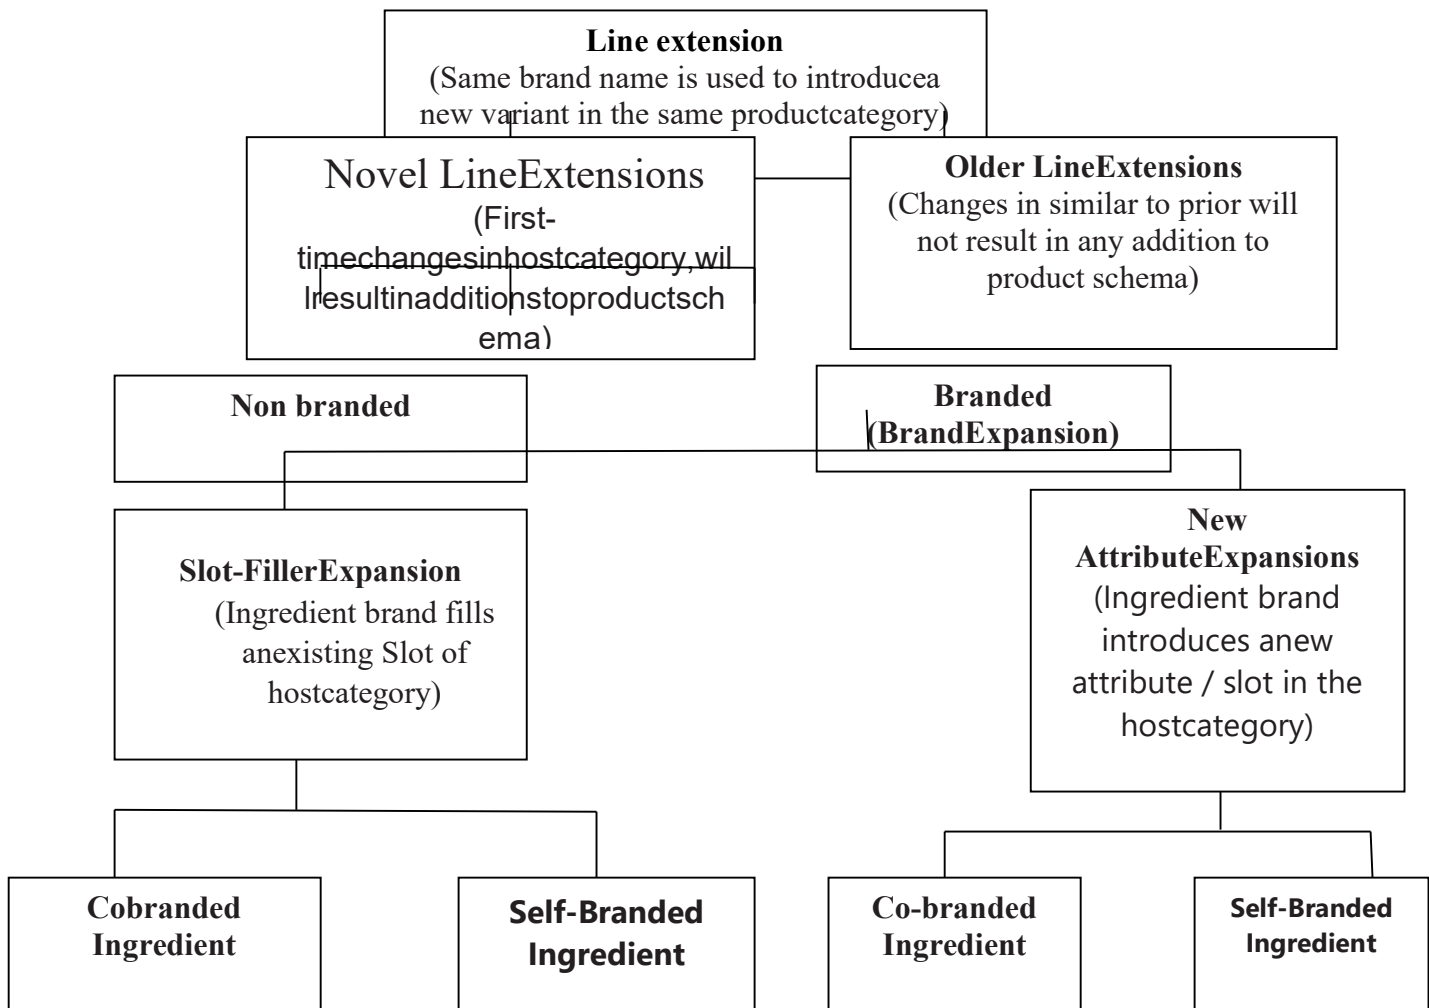 Line extension
(Same brand name is used to introducea
new variant in the same productcategory)
Novel LineExtensions
(First-
timechangesinhostcategory,wil
lresultinadditionstoproductsch
ema)
Older LineExtensions
(Changes in similar to prior will
not result in any addition to
product schema)
Non branded
Branded
(BrandExpansion)
Slot-FillerExpansion
(Ingredient brand fills
anexisting Slot of
hostcategory)
New
AttributeExpansions
(Ingredient brand
introduces anew
attribute / slot in the
hostcategory)
Cobranded
Ingredient
Self-Branded
Ingredient
Co-branded
Ingredient
Self-Branded
Ingredient